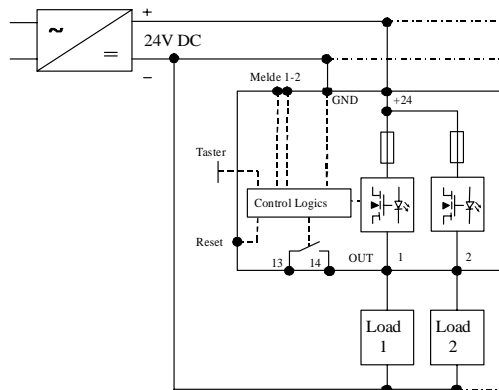 ~
=
+
24V DC
−
Melde 1-2
GND
+24
Taster
Control Logics
Reset
13
14
OUT
1
2
Load
1
Load
2